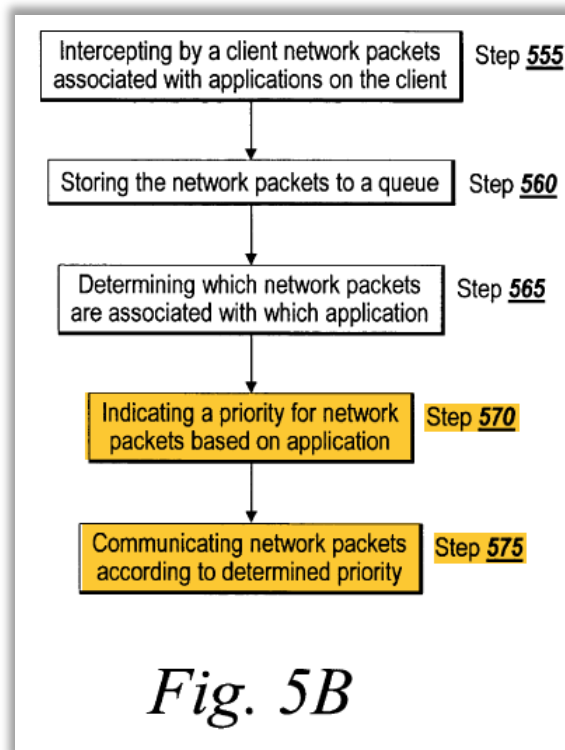 Intercepting by a client network packets
associated with applications on the client
Step 555
Storing the network packets to a queue
Step 560
Determining which network packets
are associated with which application
Step 565
Indicating a priority for network
packets based on application
Step 570
Communicating network packets
according to determined priority
Step 575
Fig. 5B